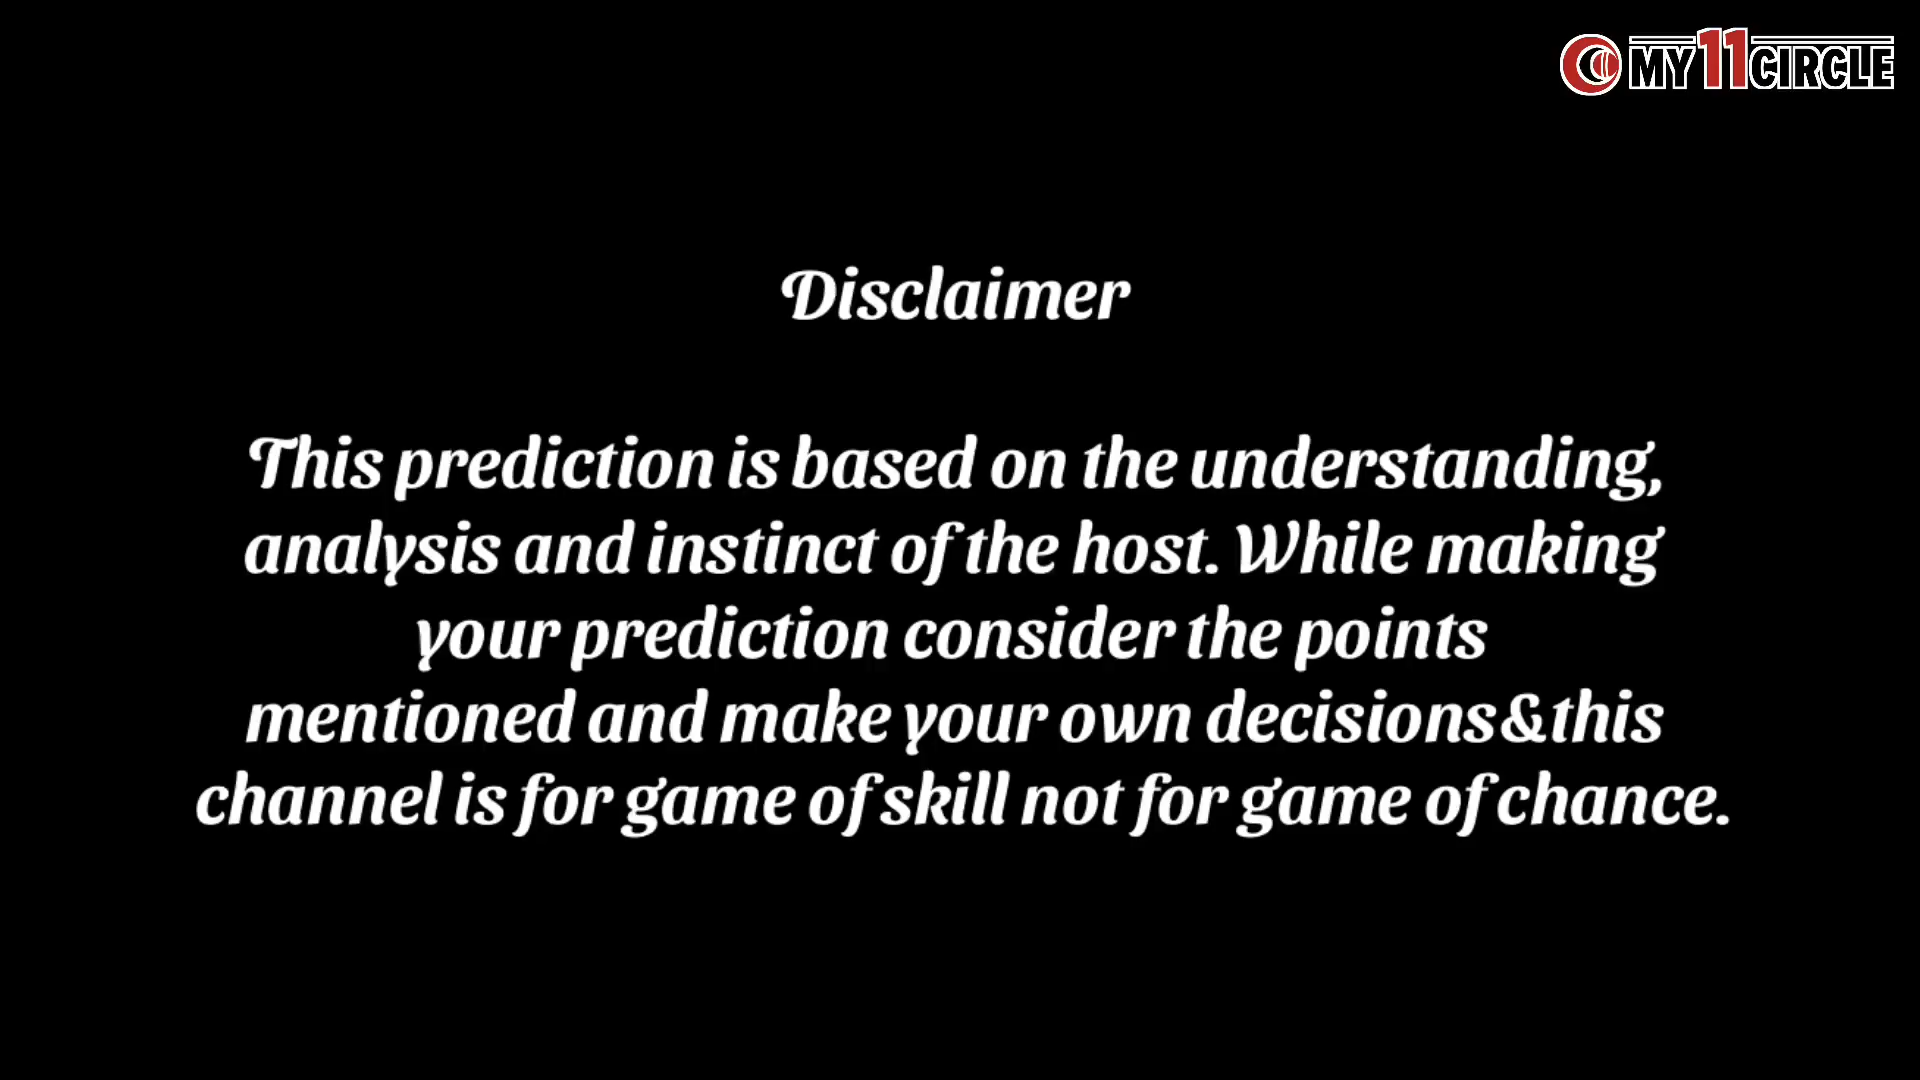 MY11CIRCLE
Disclaimer
This prediction is based on the understanding,
analysis and instinct of the host. While making
your prediction consider the points
mentioned and make your own decisions&this
channel is for game of skill not for game of chance.